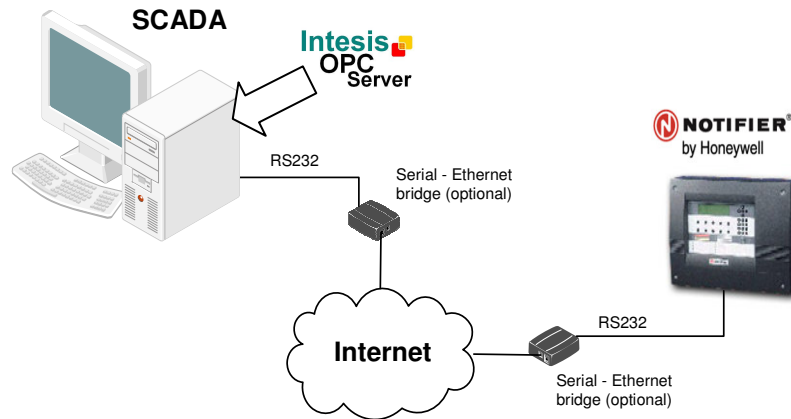 SCADA
Intesis
OPC
Server
NOTIFIER®
by Honeywell
RS232
Serial - Ethernet
bridge (optional)
Internet
RS232
Serial - Ethernet
bridge (optional)